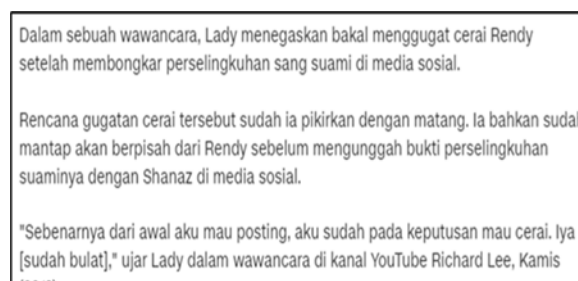 Dalam sebuah wawancara, Lady menegaskan bakal menggugat cerai Rendy
setelah membongkar perselingkuhan sang suami di media sosial.
Rencana gugatan cerai tersebut sudah ia pikirkan dengan matang. Ia bahkan suda
mantap akan berpisah dari Rendy sebelum mengunggah bukti perselingkuhan
suaminya dengan Shanaz di media sosial.
"Sebenarnya dari awal aku mau posting, aku sudah pada keputusan mau cerai. Iya
[sudah bulat]," ujar Lady dalam wawancara di kanal YouTube Richard Lee, Kamis